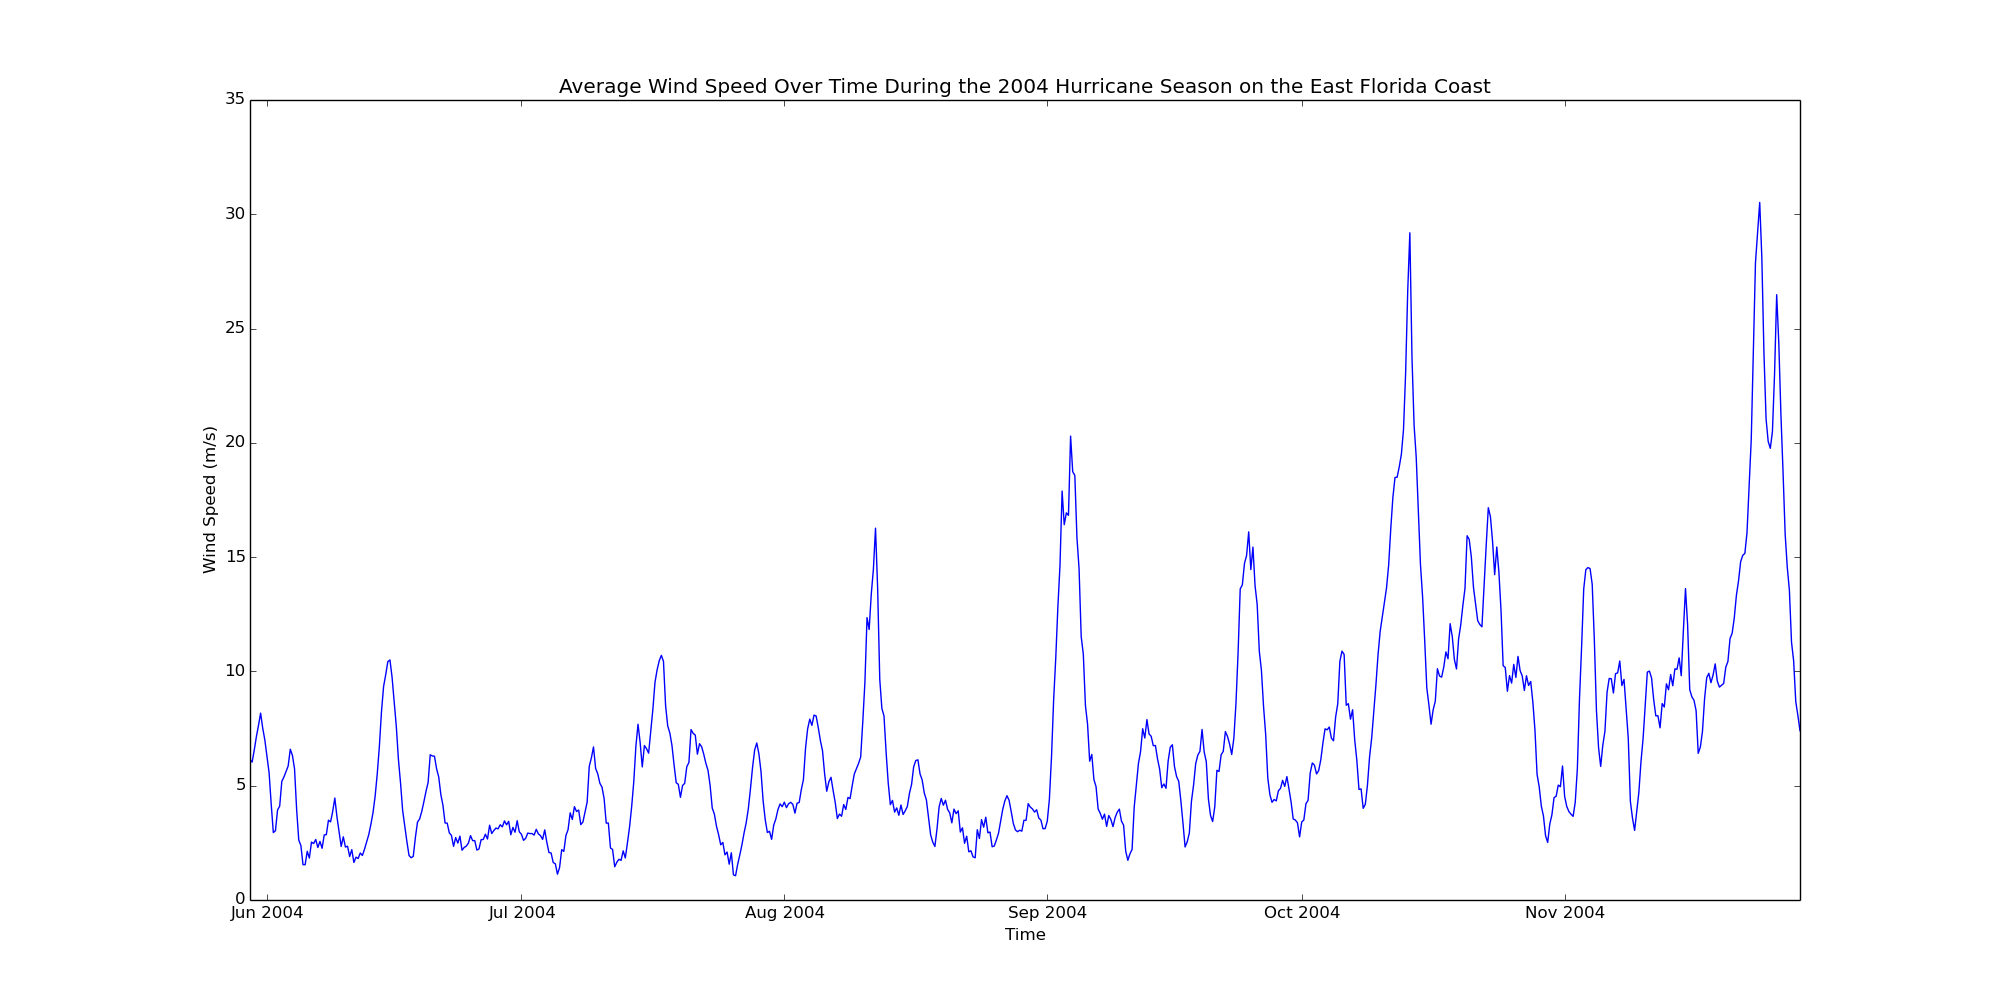 Average Wind Speed Over Time During the 2004 Hurricane Season on the East Florida Coast
35
30
25
20
15
10
5
0
Wind Speed (m/s)
Jun 2004 Jul 2004 Aug 2004 Sep 2004 Oct 2004 Nov 2004
Time